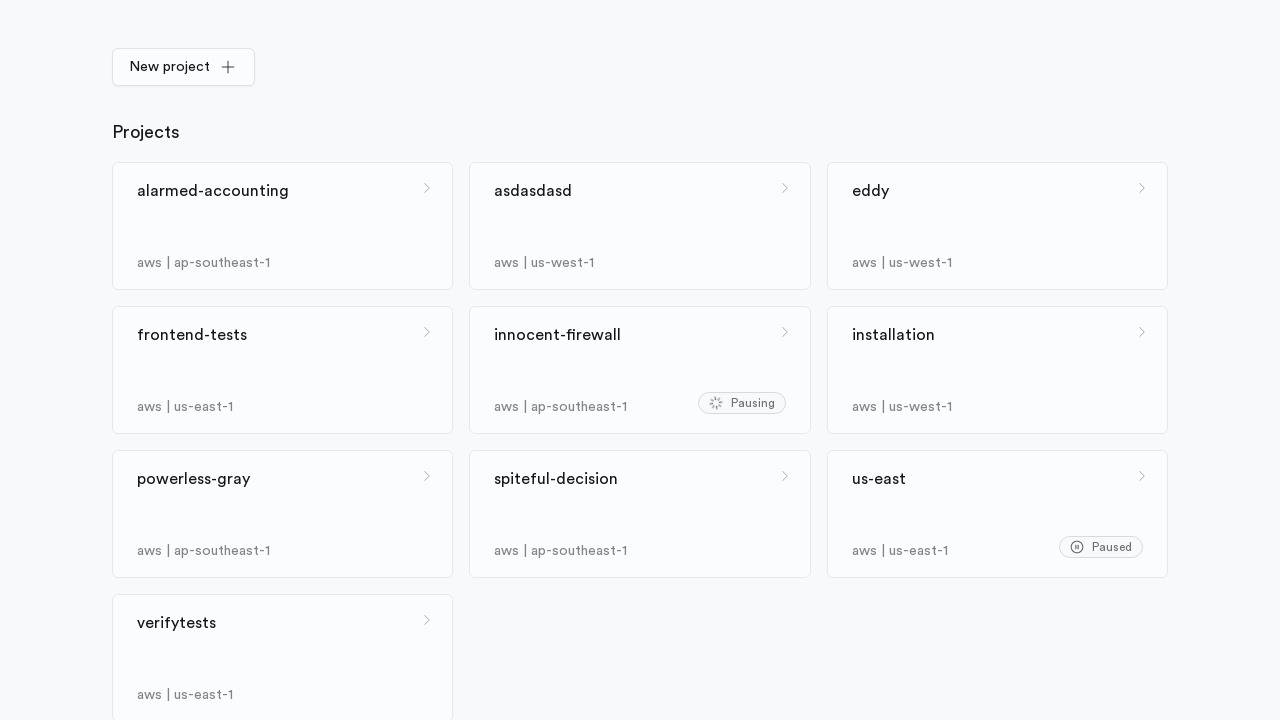 New project
Projects
alarmed-accounting
aws | ap-southeast-1
asdasdasd
aws | us-west-1
eddy
aws | us-west-1
frontend-tests
aws | us-east-1
innocent-firewall
aws | ap-southeast-1
Pausing
installation
aws | us-west-1
powerless-gray
aws | ap-southeast-1
spiteful-decision
aws | ap-southeast-1
us-east
aws | us-east-1
Paused
verifytests
aws | us-east-1